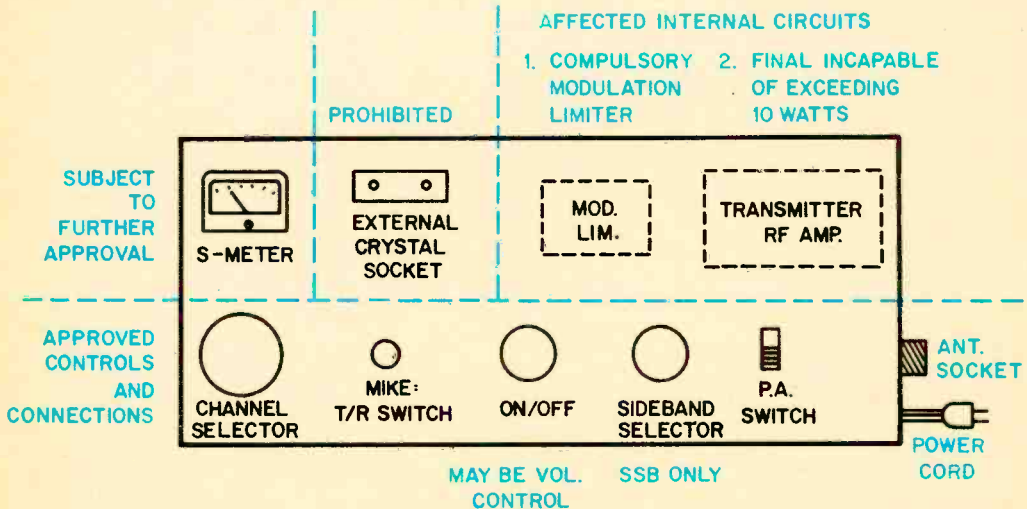 AFFECTED INTERNAL CIRCUITS
1. COMPULSORY
MODULATION
LIMITER
2. FINAL INCAPABLE
OF EXCEEDING
10 WATTS
PROHIBITED
SUBJECT
TO
FURTHER
APPROVAL
S-METER
EXTERNAL
CRYSTAL
SOCKET
MOD.
LIM.
TRANSMITTER
RF AMP.
APPROVED
CONTROLS
AND
CONNECTIONS
CHANNEL
SELECTOR
MIKE:
T/R SWITCH
ON/OFF
SIDEBAND
SELECTOR
P.A.
SWITCH
ANT.
SOCKET
POWER
CORD
MAY BE VOL.
CONTROL
SSB ONLY